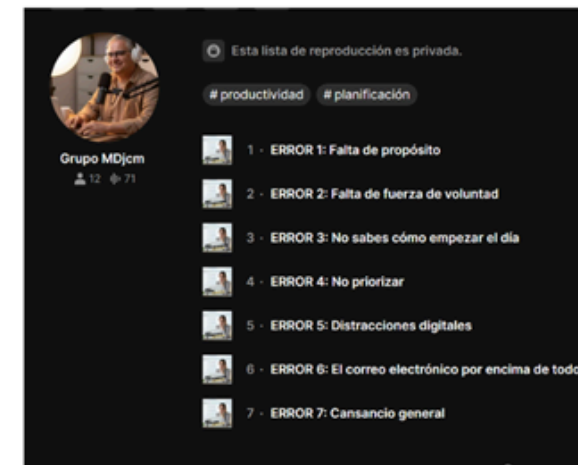 Esta lista de reproducción es privada.
# productividad # planificación
Grupo MDjcm
12 71
1 · ERROR 1: Falta de propósito
2 · ERROR 2: Falta de fuerza de voluntad
3 · ERROR 3: No sabes cómo empezar el día
4 · ERROR 4: No priorizar
5 · ERROR 5: Distracciones digitales
6 · ERROR 6: El correo electrónico por encima de todo
7 · ERROR 7: Cansancio general